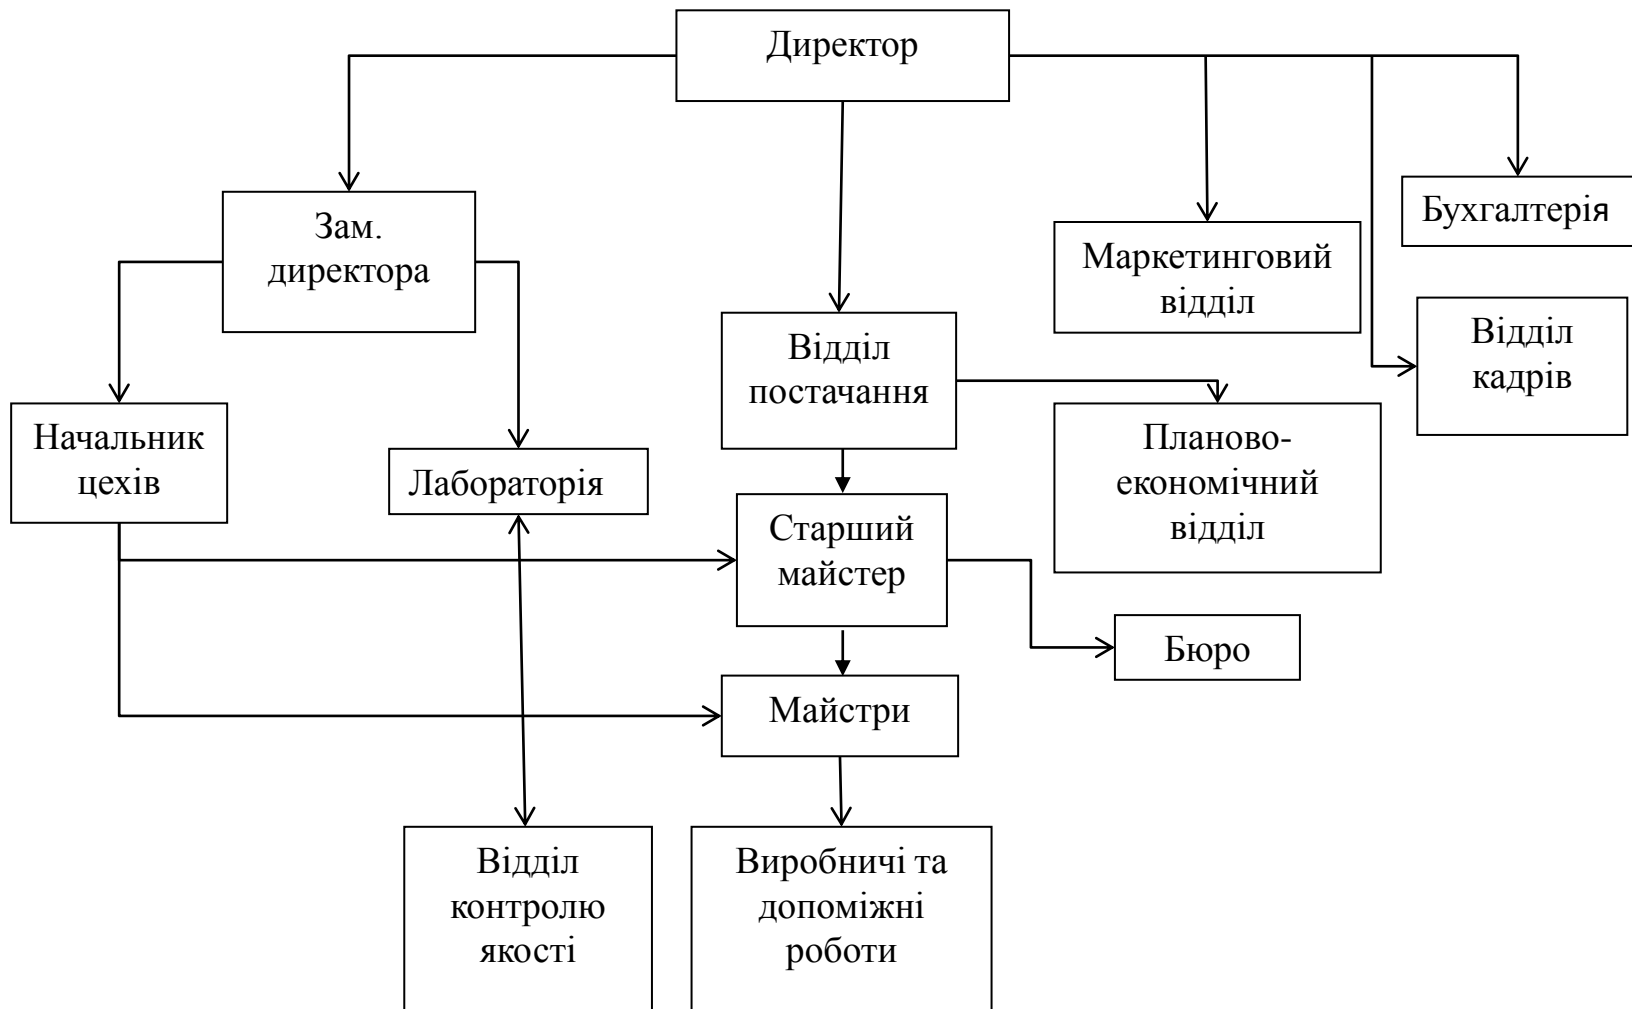 Директор
Зам.
директора
Бухгалтерія
Маркетинговий
відділ
Відділ
постачання
Відділ
кадрів
Начальник
цехів
Лабораторія
Планово-
економічний
відділ
Старший
майстер
Бюро
Майстри
Відділ
контролю
якості
Виробничі та
допоміжні
роботи